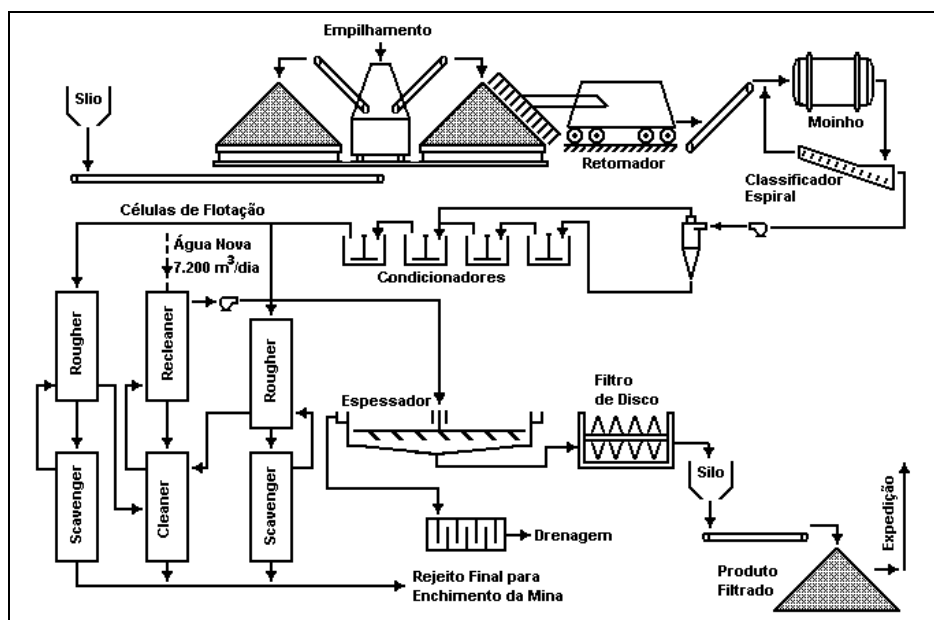 Empilhamento
Slio
Moinho
Retomador
Classificador
Espiral
Células de Flotação
Água Nova
7.200 m³/dia
Condicionadores
Rougher
Recleaner
Rougher
Espessador
Filtro
de Disco
Scavenger
Cleaner
Scavenger
Silo
Expedição
Drenagem
Rejeito Final para
Enchimento da Mina
Produto
Filtrado